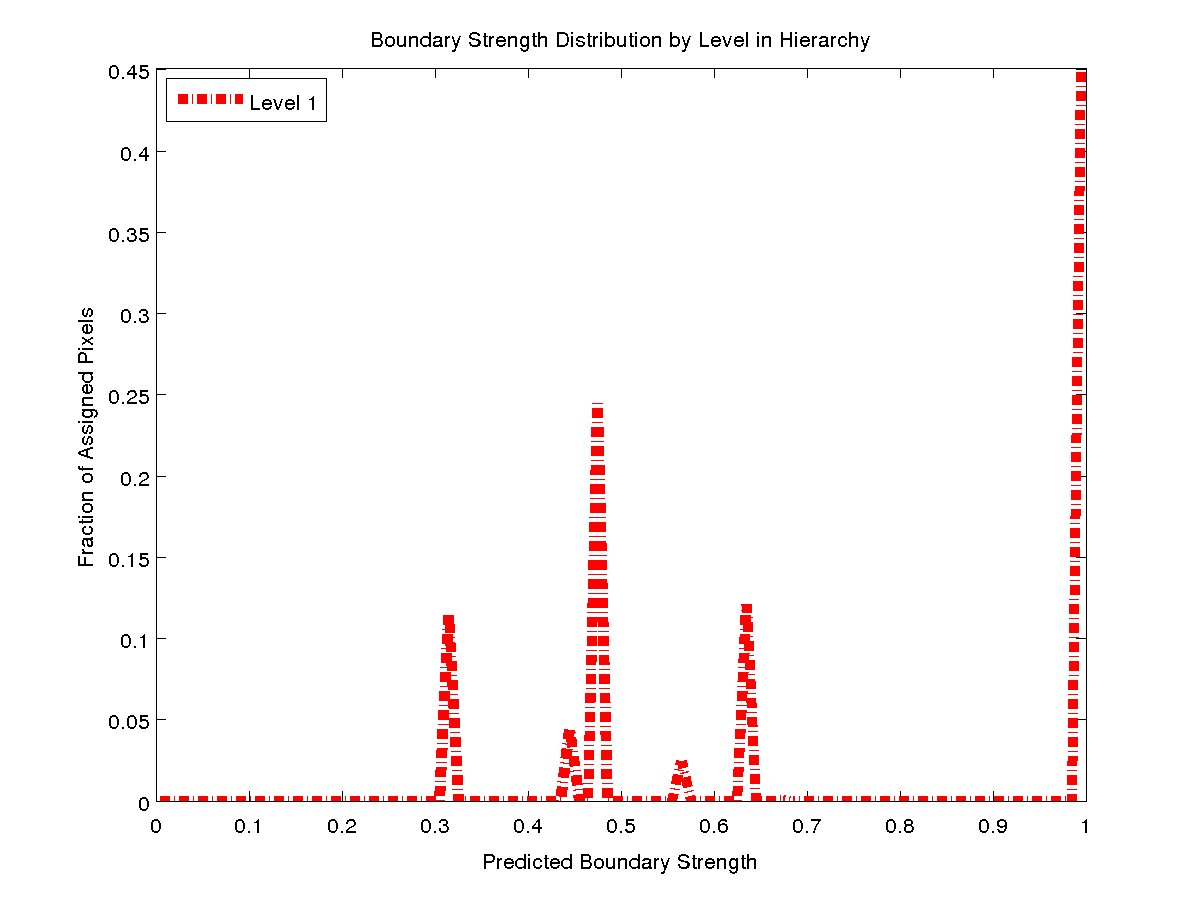 Boundary Strength Distribution by Level in Hierarchy
Level 1
0.45
0.4
0.35
0.3
0.25
0.2
0.15
0.1
0.05
0
Fraction of Assigned Pixels
0 0.1 0.2 0.3 0.4 0.5 0.6 0.7 0.8 0.9 1
Predicted Boundary Strength